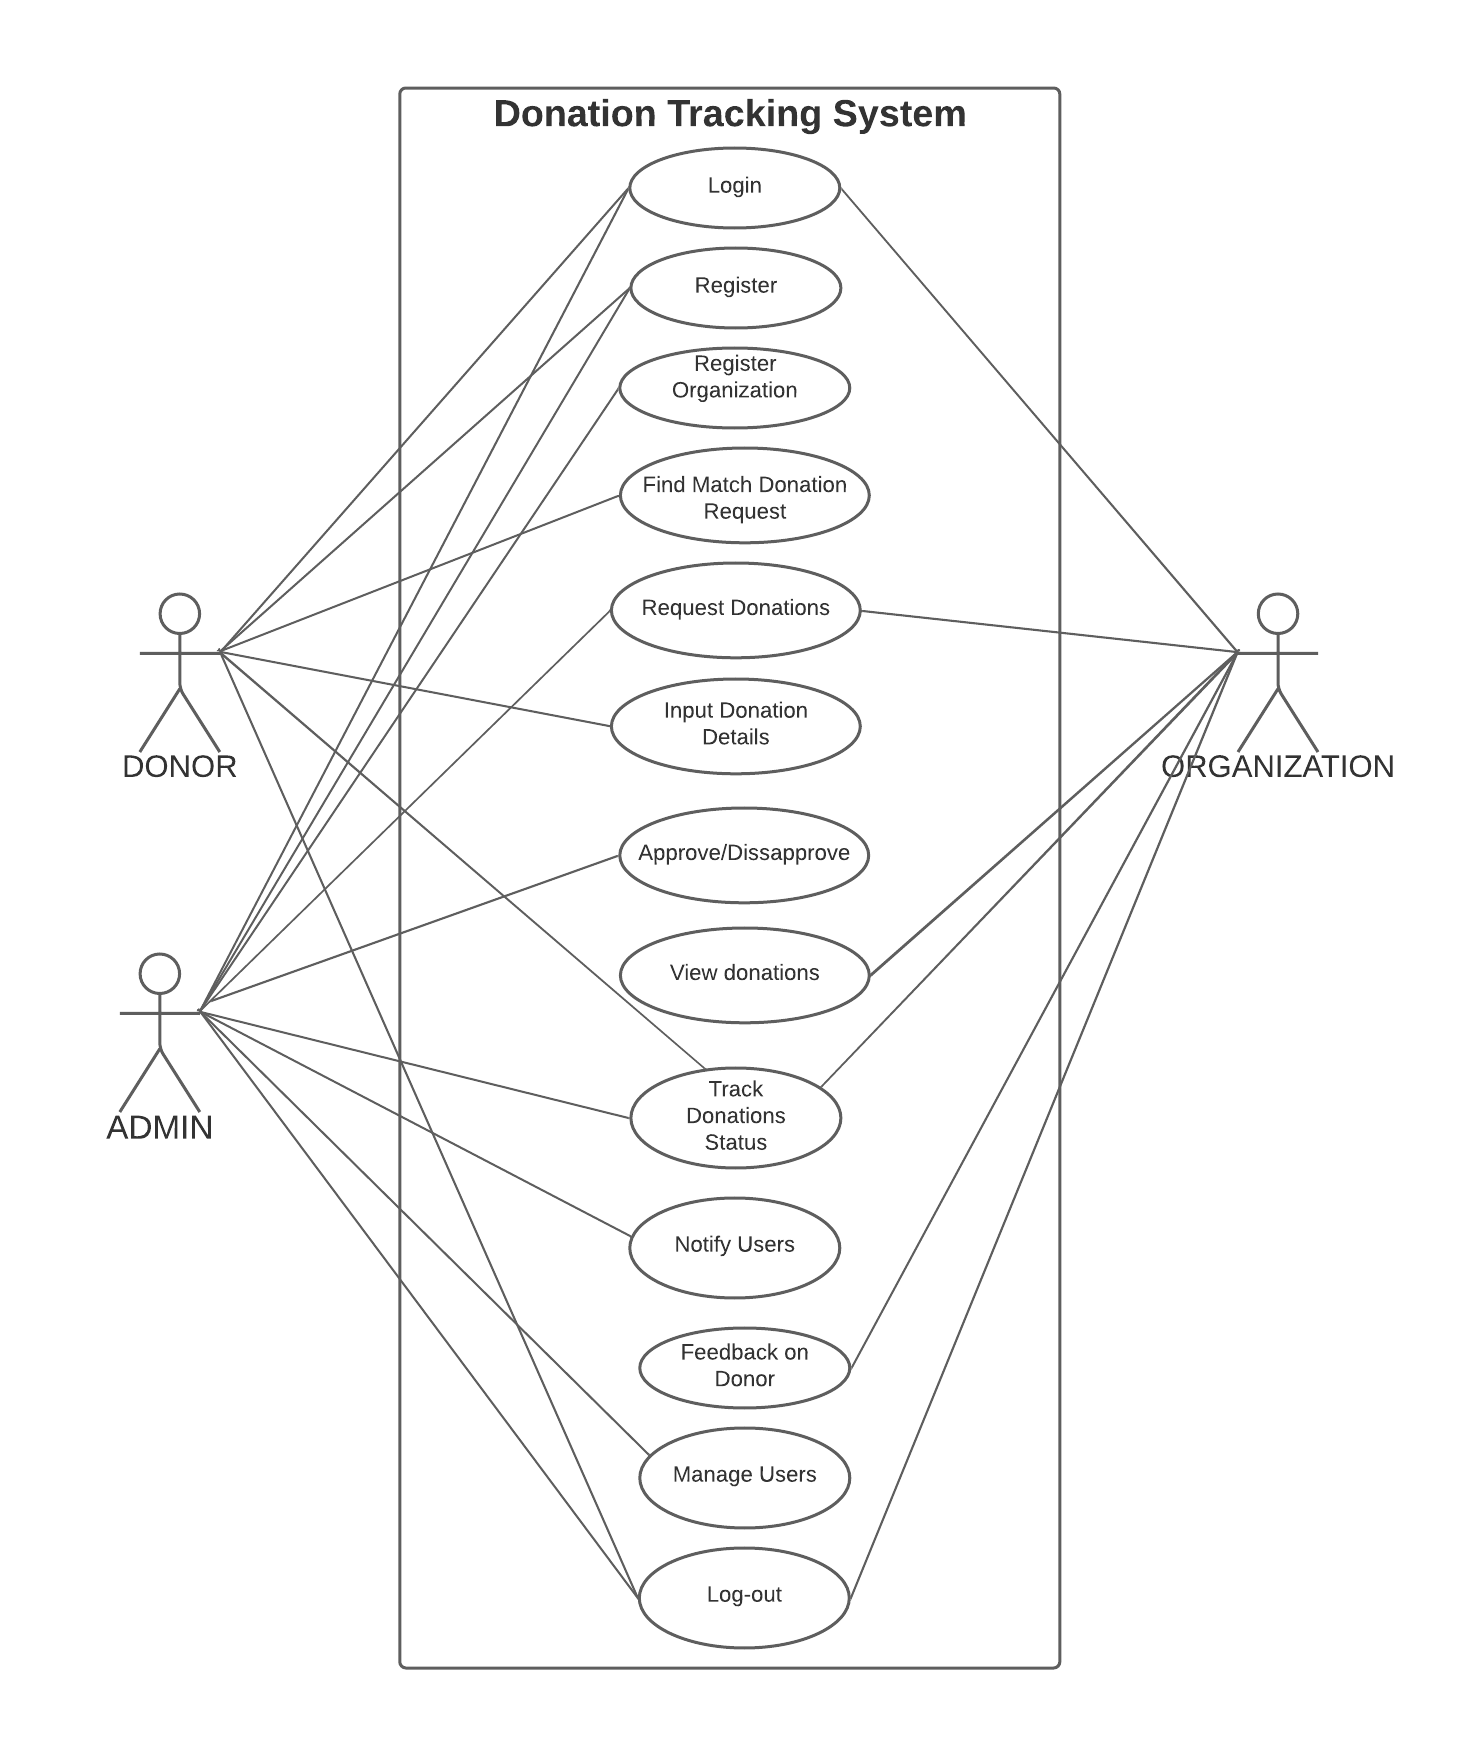 Donation Tracking System
Login
Register
Register
Organization
Find Match Donation
Request
Request Donations
Input Donation
Details
Approve/Dissapprove
View donations
Track
Donations
Status
Notify Users
Feedback on
Donor
Manage Users
Log-out
DONOR
ADMIN
ORGANIZATION